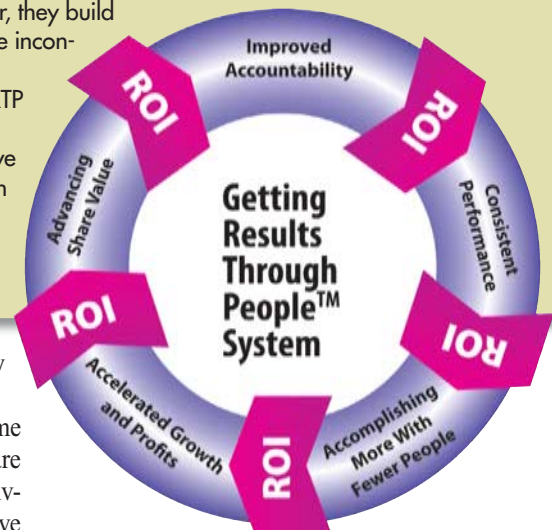 r, they build
e incon-
TP
ve
Improved
Accountability
ROI
Consistent
Performance
ROI
Accomplishing
More With
Fewer People
ROI
Accelerated Growth
and Profits
ROI
Advancing
Share Value
ROI
Getting
Results
Through
People™
System
me
are
iv-
ve